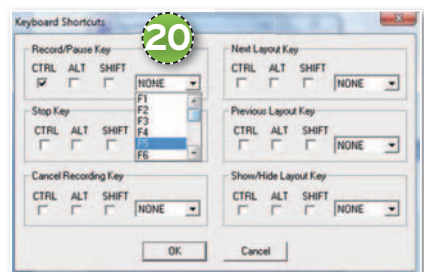 Keyboard Shortcuts
20
Record/Pause Key
CTRL ALT SHIFT
NONE
F1
F2
F3
F4
F5
F6
Stop Key
CTRL ALT SHIFT
Cancel Recording Key
CTRL ALT SHIFT
NONE
Next Layout Key
CTRL ALT SHIFT
NONE
Previous Layout Key
CTRL ALT SHIFT
NONE
Show/Hide Layout Key
CTRL ALT SHIFT
NONE
OK Cancel